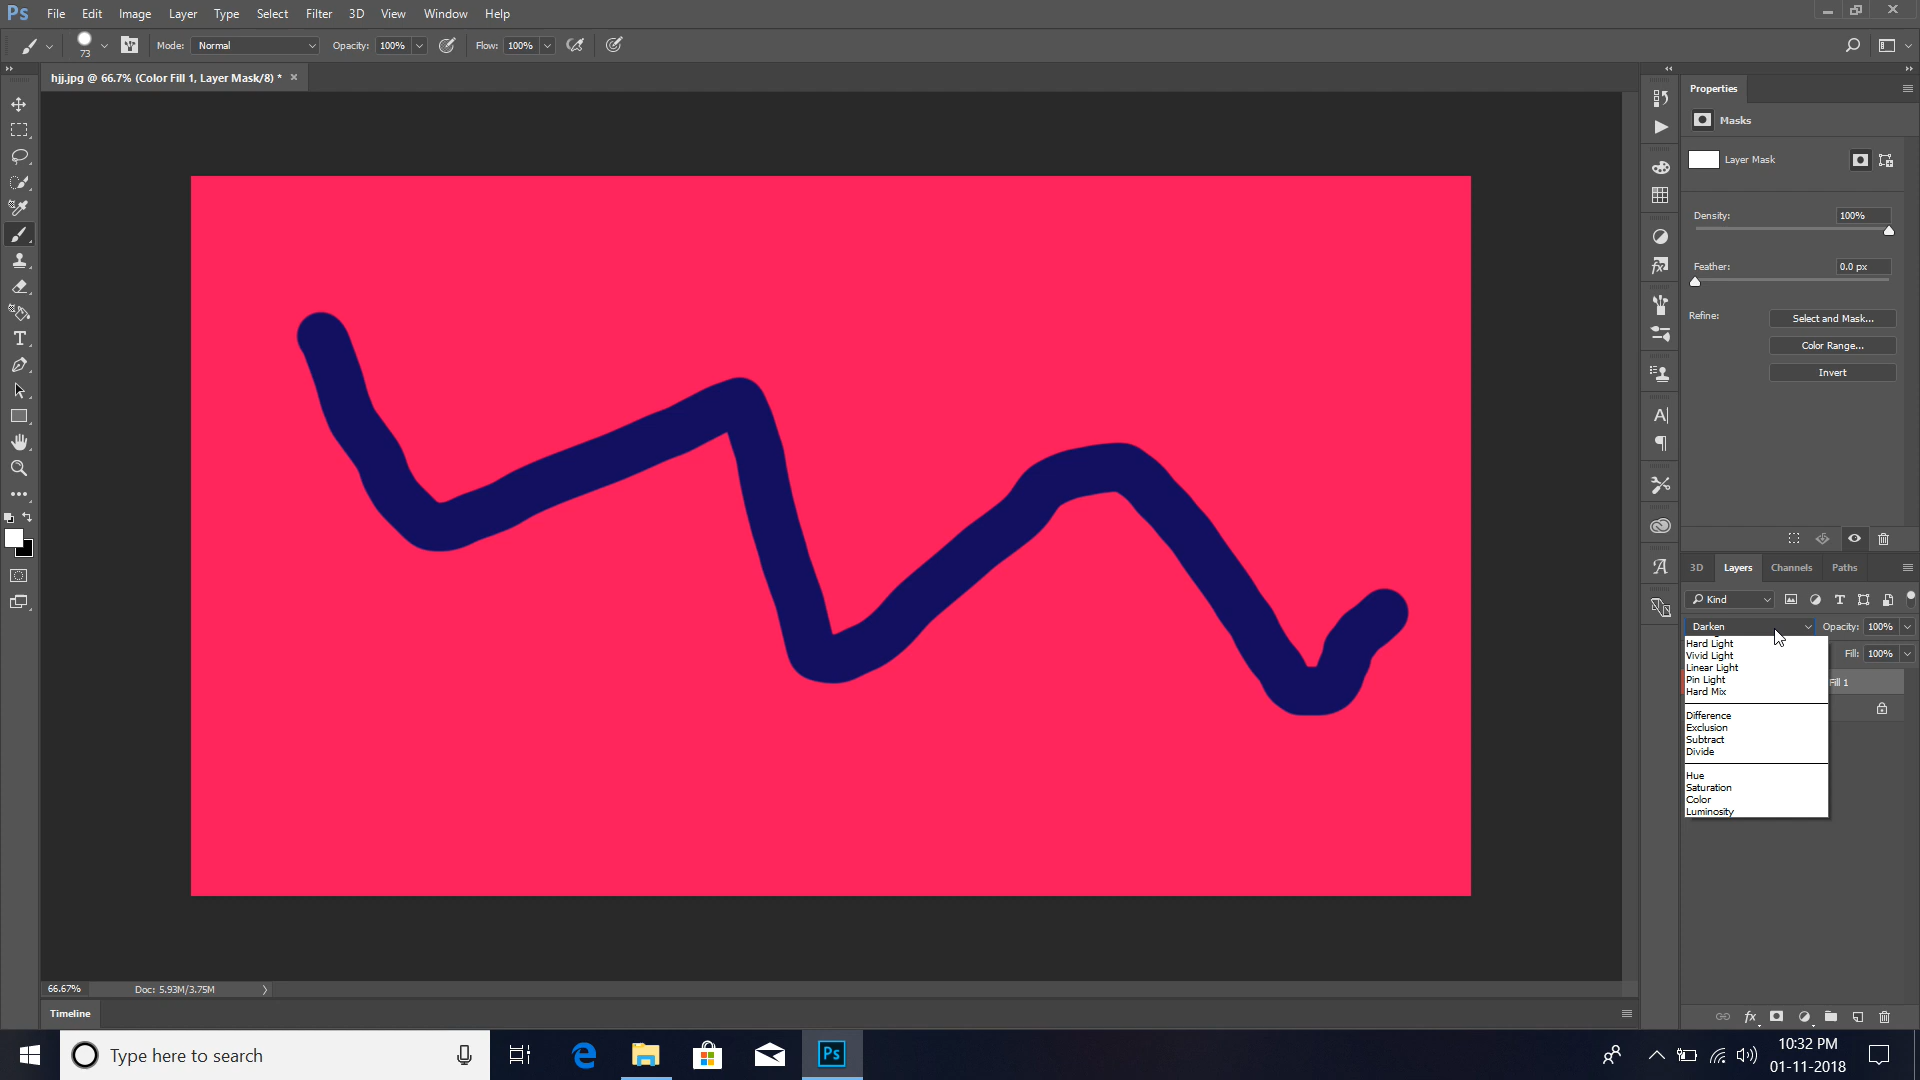 Ps File Edit Image Layer Type Select Filter 3D View Window Help
73 Mode: Normal Opacity: 100% Flow: 100%
hjj.jpg @ 66.7% (Color Fill 1, Layer Mask/8) * ×
Properties
Masks
Layer Mask
Density: 100%
Feather: 0.0 px
Refine: Select and Mask...
Color Range...
Invert
3D Layers Channels Paths
Kind
Darken Opacity: 100%
Fill: 100%
Hard Light
Vivid Light
Linear Light
Pin Light
Hard Mix
Difference
Exclusion
Subtract
Divide
Hue
Saturation
Color
Luminosity
Fill 1
66.67% Doc: 5.93M/3.75M
Timeline
Type here to search
Ps
10:32 PM
01-11-2018